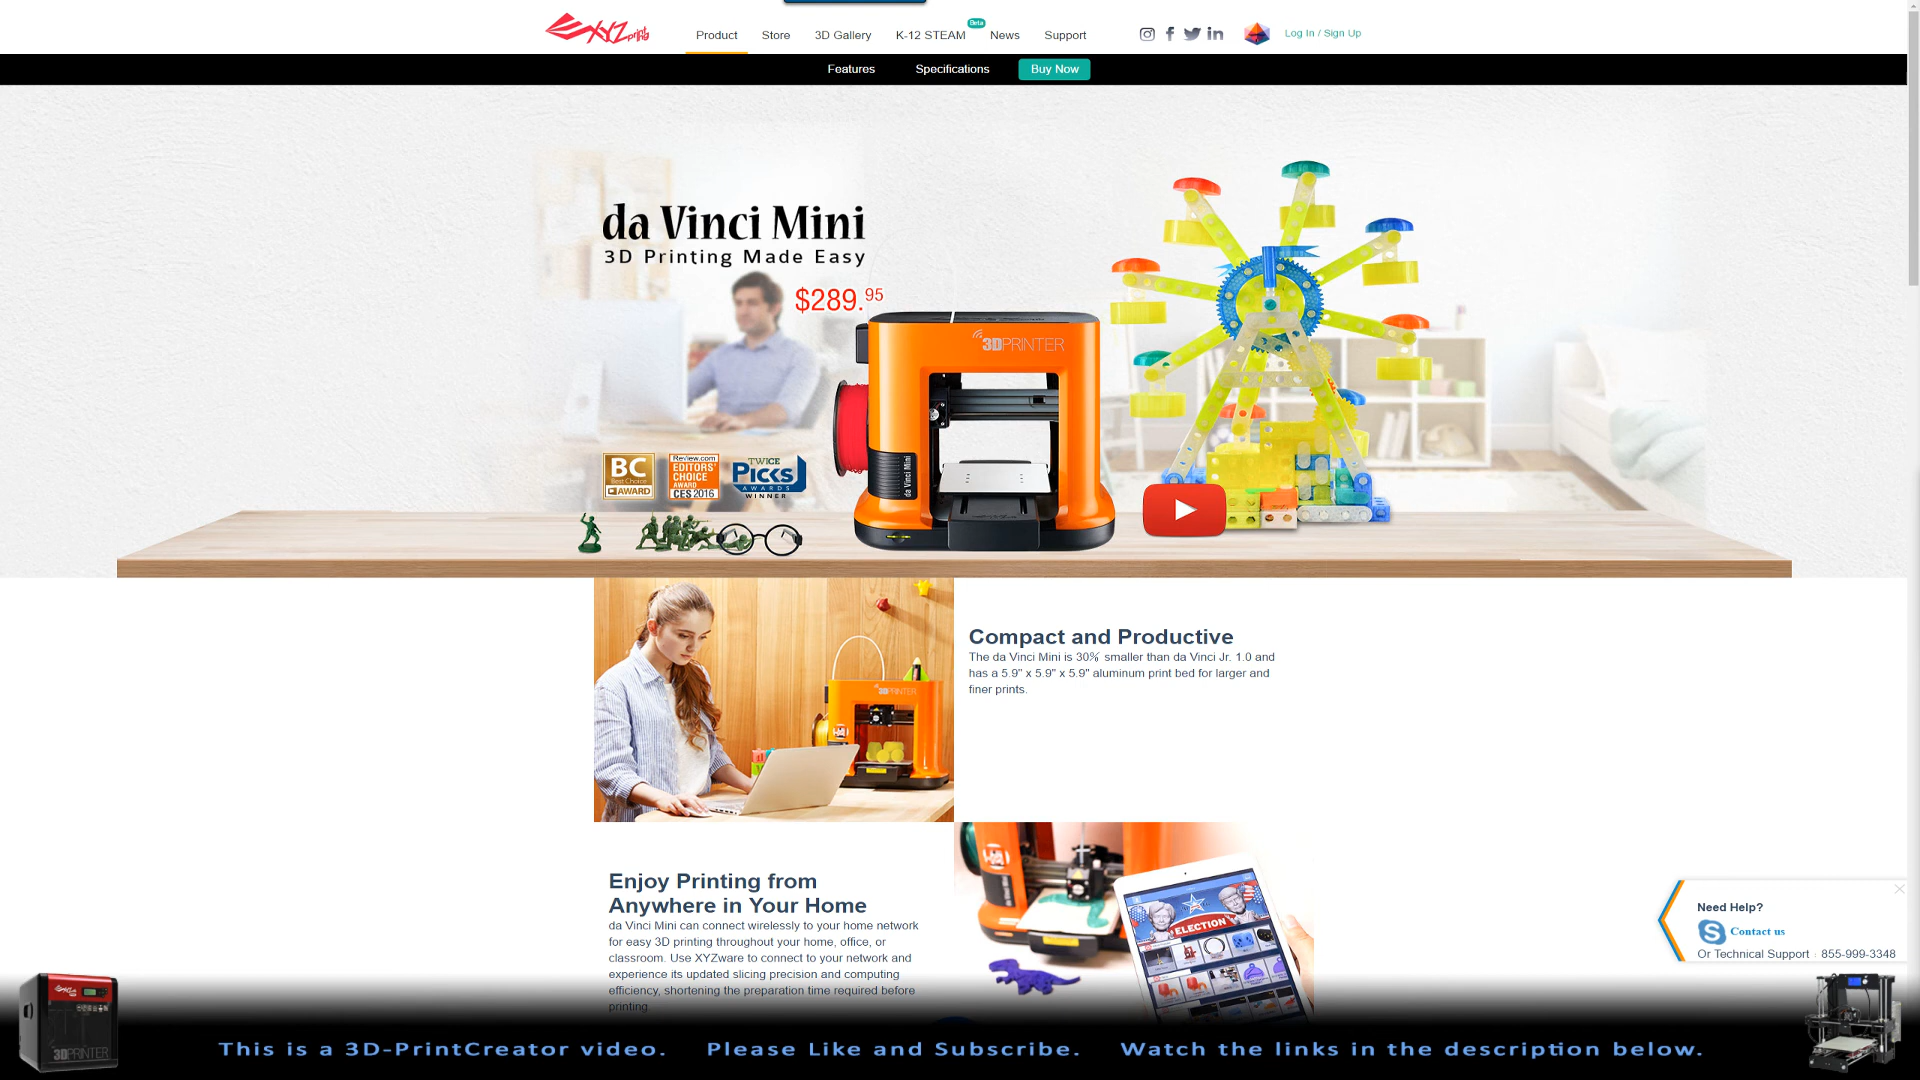 XYZprinting
Product Store 3D Gallery K-12 STEAM Beta News Support Log In / Sign Up
Features Specifications Buy Now
da Vinci Mini
3D Printing Made Easy
$289.95
3DPRINTER
da Vinci Mini
BC
Best Choice
AWARD
Review.com
EDITORS'
CHOICE
AWARD
CES 2016
TWICE
PICKS
AWARDS
WINNER
3DPRINTER
Compact and Productive
The da Vinci Mini is 30% smaller than da Vinci Jr. 1.0 and
has a 5.9" x 5.9" x 5.9" aluminum print bed for larger and
finer prints.
Enjoy Printing from
Anywhere in Your Home
da Vinci Mini can connect wirelessly to your home network
for easy 3D printing throughout your home, office, or
classroom. Use XYZware to connect to your network and
experience its updated slicing precision and computing
efficiency, shortening the preparation time required before
printing.
ELECTION
Need Help?
Contact us
Or Technical Support : 855-999-3348
3DPRINTER
This is a 3D-PrintCreator video. Please Like and Subscribe. Watch the links in the description below.